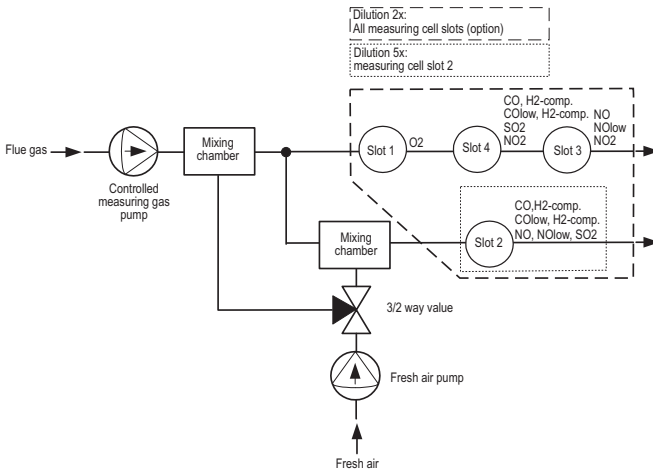 Dilution 2x:
All measuring cell slots (option)
Dilution 5x:
measuring cell slot 2
Flue gas
Controlled
measuring gas
pump
Mixing
chamber
Slot 1
O2
Slot 4
CO, H2-comp.
COlow, H2-comp.
SO2
NO2
Slot 3
NO
NOlow
NO2
Mixing
chamber
Slot 2
CO,H2-comp.
COlow, H2-comp.
NO, NOlow, SO2
3/2 way value
Fresh air pump
Fresh air